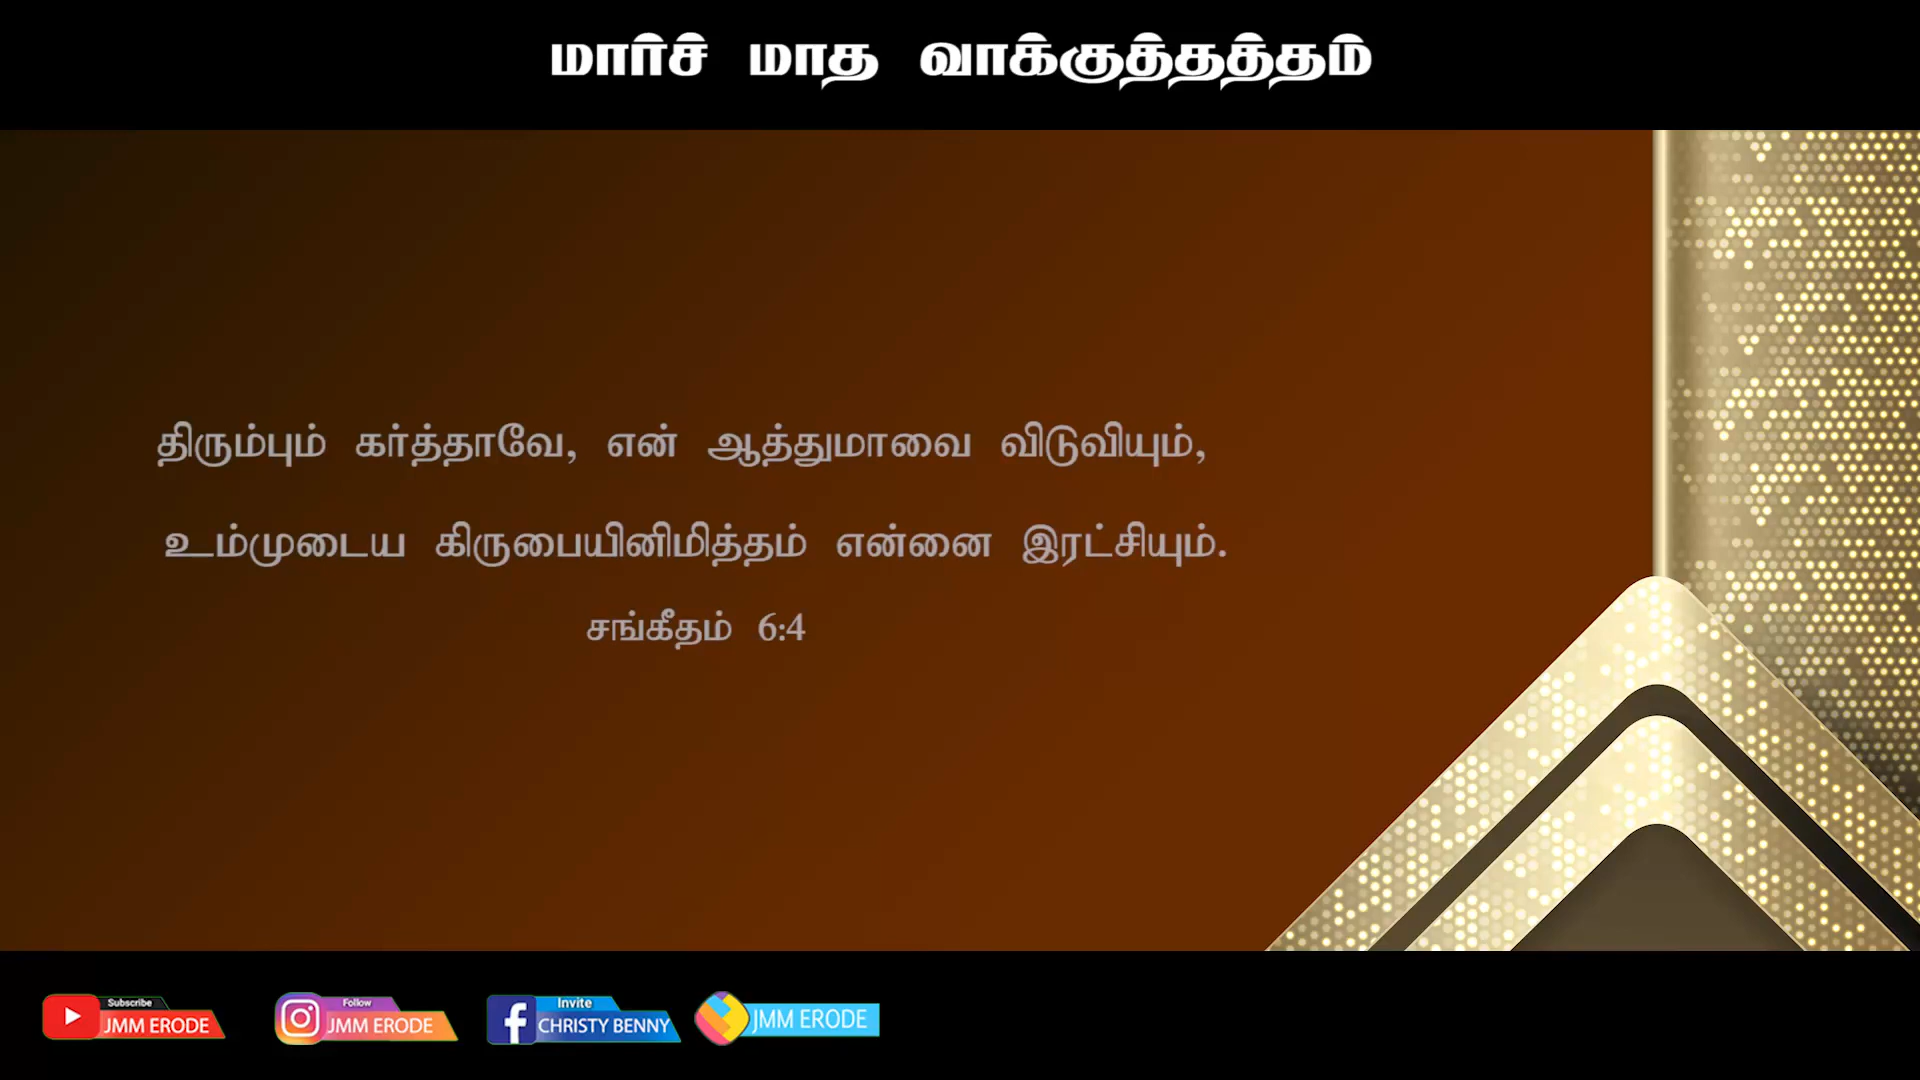 மார்ச் மாத வாக்குத்தத்தம்
திரும்பும் கர்த்தாவே, என் ஆத்துமாவை விடுவியும்,
உம்முடைய கிருபையினிமித்தம் என்னை இரட்சியும்.
சங்கீதம் 6:4
Subscribe
JMM ERODE
Follow
JMM ERODE
Invite
CHRISTY BENNY
JMM ERODE